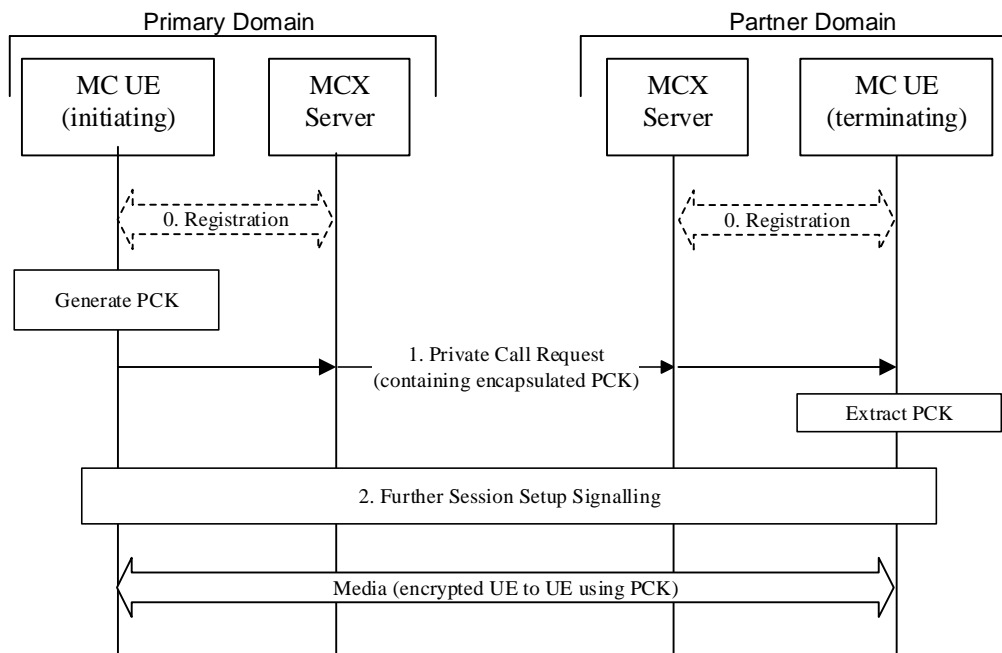 Primary Domain
Partner Domain
MC UE
(initiating)
MCX
Server
MCX
Server
MC UE
(terminating)
0. Registration
0. Registration
Generate PCK
1. Private Call Request
(containing encapsulated PCK)
Extract PCK
2. Further Session Setup Signalling
Media (encrypted UE to UE using PCK)